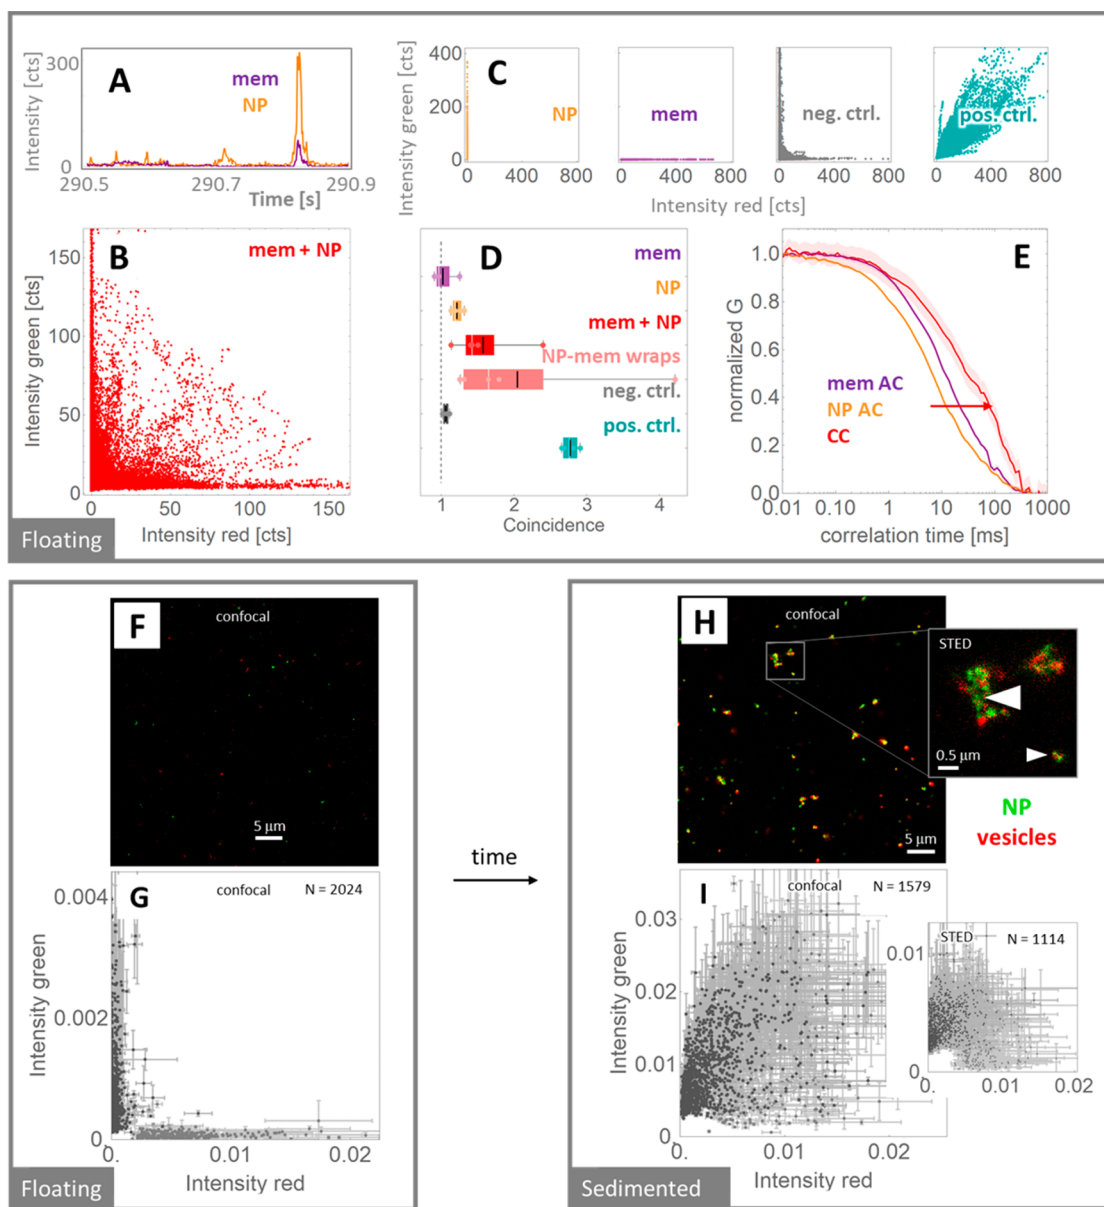 A
mem
NP
Intensity [cts]
300
0
290.5
290.7
290.9
Time [s]
C
Intensity green [cts]
400
200
0
NP
mem
neg. ctrl.
pos. ctrl.
0
400
800
0
400
800
0
400
800
0
400
800
Intensity red [cts]
B
mem + NP
Intensity green [cts]
150
100
50
0
0
50
100
150
Intensity red [cts]
D
mem
NP
mem + NP
NP-mem wraps
neg. ctrl.
pos. ctrl.
1
2
3
4
Coincidence
E
normalized G
1.0
0.8
0.6
0.4
0.2
0.0
mem AC
NP AC
CC
0.01
0.10
1
10
100
1000
correlation time [ms]
Floating
F
confocal
5 μm
G
confocal
N = 2024
Intensity green
0.004
0.002
0.
0.
0.01
0.02
Intensity red
Floating
time
H
confocal
5 μm
STED
0.5 μm
NP
vesicles
I
confocal
N = 1579
Intensity green
0.03
0.02
0.01
0.
0.
0.01
0.02
Intensity red
STED
N = 1114
0.01
0.
0.
0.01
0.02
Sedimented